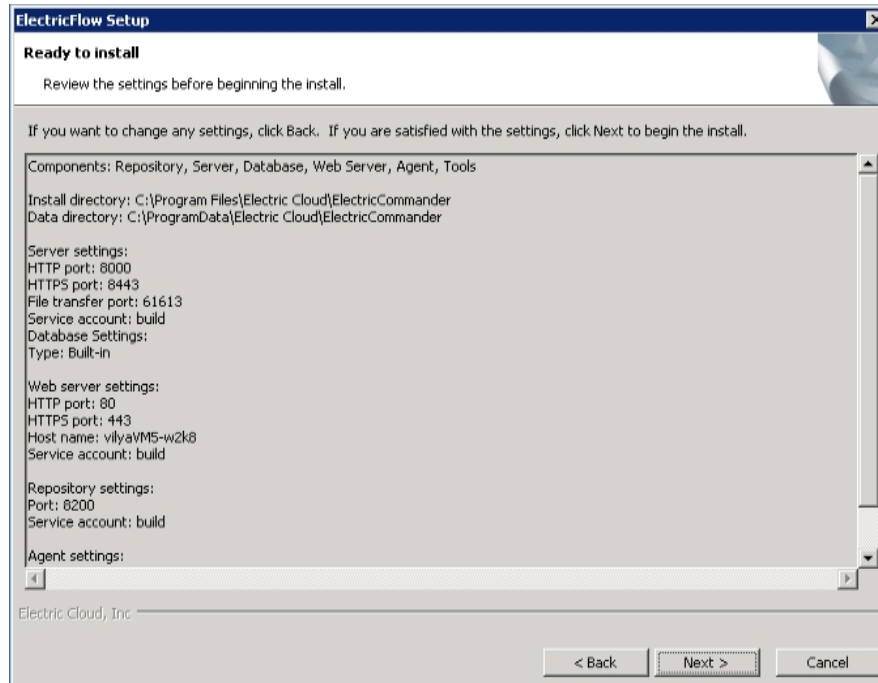 ElectricFlow Setup
Ready to install
Review the settings before beginning the install.
If you want to change any settings, click Back. If you are satisfied with the settings, click Next to begin the install.
Components: Repository, Server, Database, Web Server, Agent, Tools
Install directory: C:\Program Files\Electric Cloud\ElectricCommander
Data directory: C:\ProgramData\Electric Cloud\ElectricCommander
Server settings:
HTTP port: 8000
HTTPS port: 8443
File transfer port: 61613
Service account: build
Database Settings:
Type: Built-in
Web server settings:
HTTP port: 80
HTTPS port: 443
Host name: vilyaVM5-w2k8
Service account: build
Repository settings:
Port: 8200
Service account: build
Agent settings:
Electric Cloud, Inc
< Back Next > Cancel